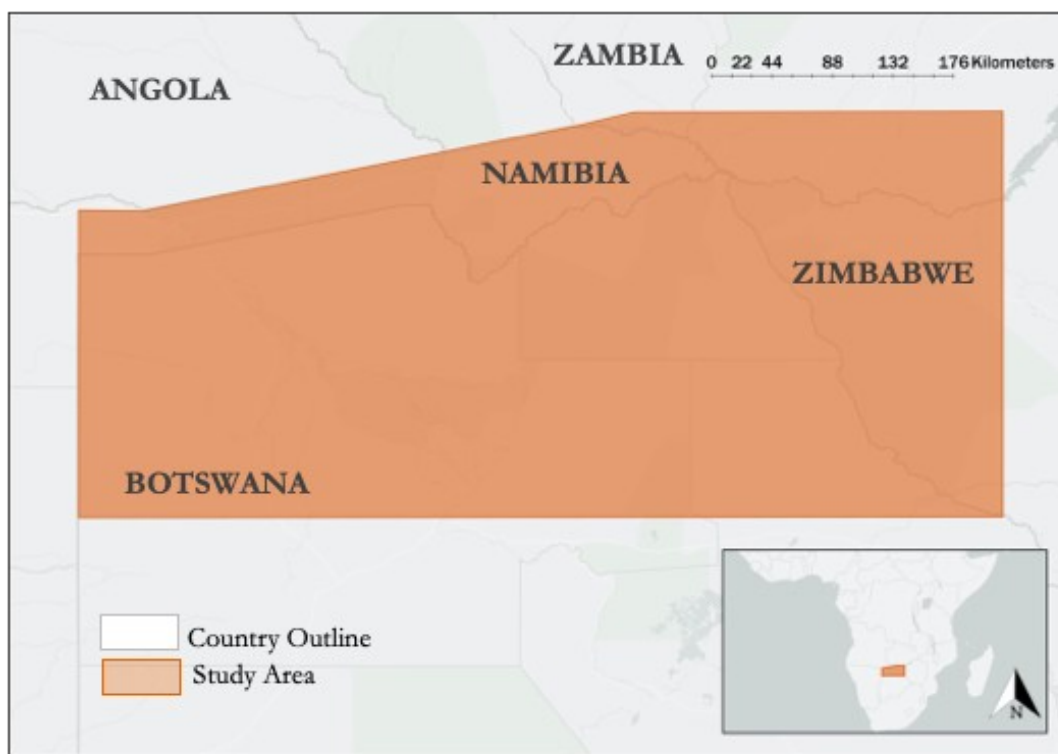 ZAMBIA
0 22 44 88 132 176 Kilometers
ANGOLA
NAMIBIA
ZIMBABWE
BOTSWANA
Country Outline
Study Area
N